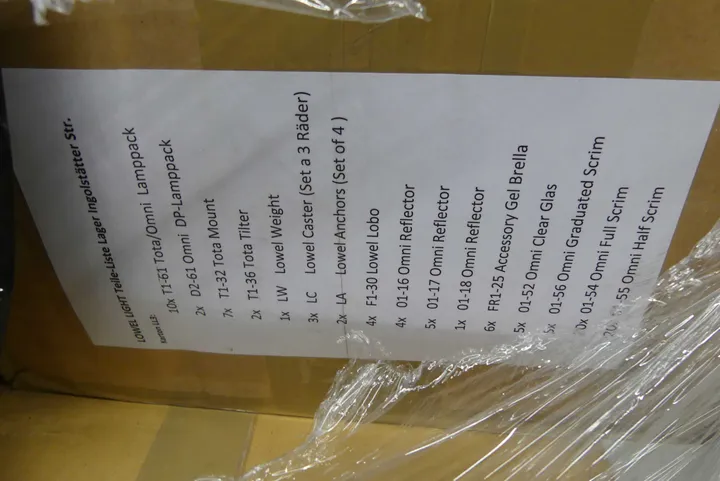 LOWEL LIGHT Teile-Liste Lager Ingolstätter Str.
Karton LL3:
10x T1-61 Tota/Omni Lamppack
2x D2-61 Omni DP-Lamppack
7x T1-32 Tota Mount
2x T1-36 Tota Tilter
1x LW Lowel Weight
3x LC Lowel Caster (Set a 3 Räder)
2x LA Lowel Anchors (Set of 4 )
4x F1-30 Lowel Lobo
4x 01-16 Omni Reflector
5x 01-17 Omni Reflector
1x 01-18 Omni Reflector
6x FR1-25 Accessory Gel Brella
5x 01-52 Omni Clear Glas
5x 01-56 Omni Graduated Scrim
01-54 Omni Full Scrim
Omni Half Scrim